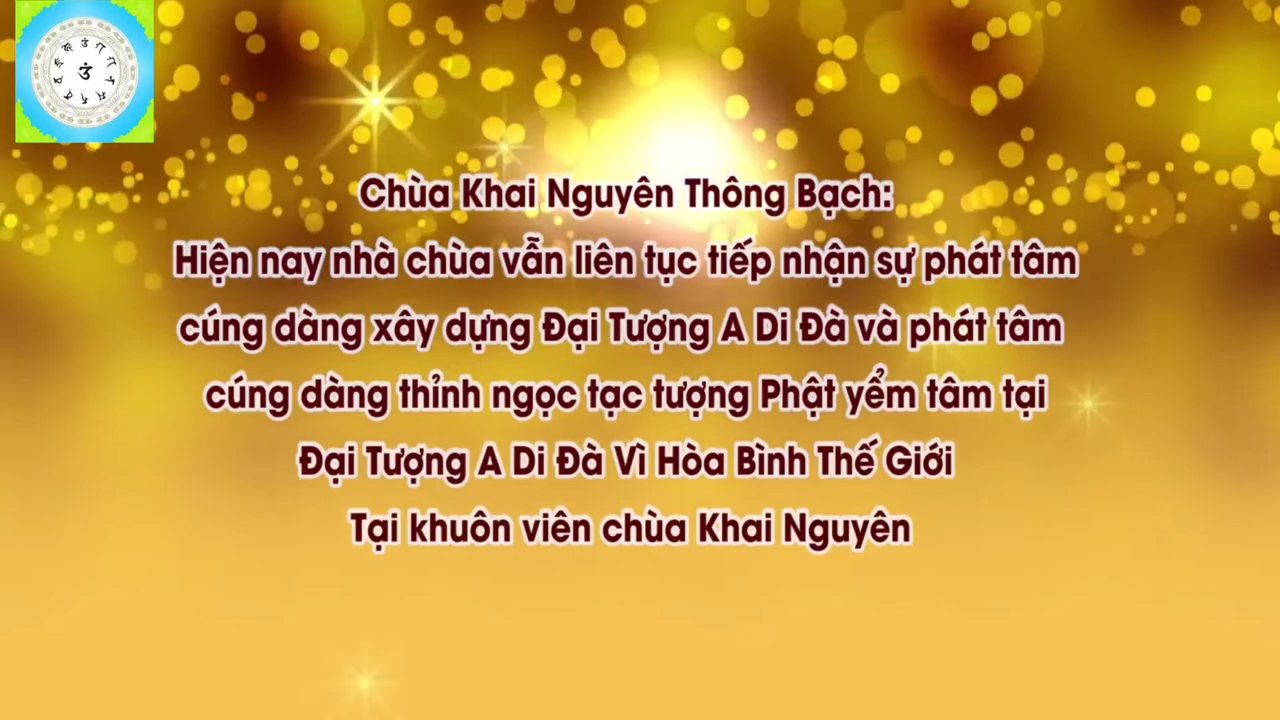 Chùa Khai Nguyên Thông Bạch:
Hiện nay nhà chùa vẫn liên tục tiếp nhận sự phát tâm
cúng dàng xây dựng Đại Tượng A Di Đà và phát tâm
cúng dàng thỉnh ngọc tạc tượng Phật yểm tâm tại
Đại Tượng A Di Đà Vì Hòa Bình Thế Giới
Tại khuôn viên chùa Khai Nguyên